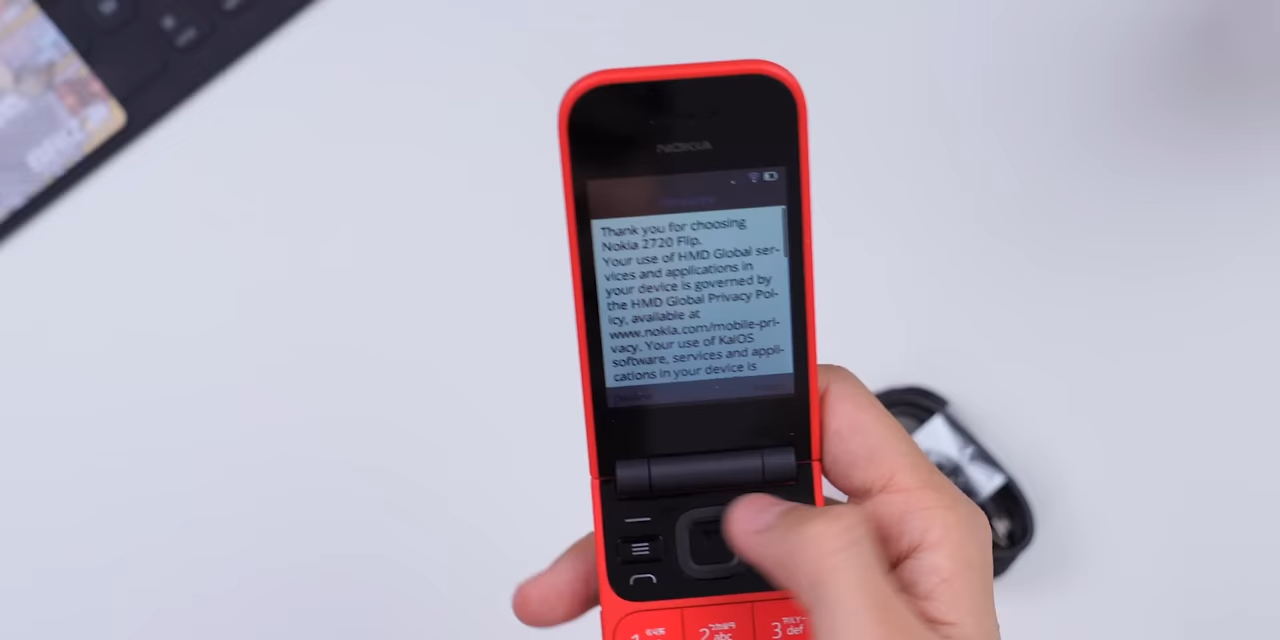 NOKIA
Thank you for choosing
Nokia 2720 Flip.
Your use of HMD Global ser-
vices and applications in
your device is governed by
the HMD Global Privacy Pol-
icy, available at
www.nokia.com/mobile-pri-
vacy. Your use of KaiOS
software, services and appli-
cations in your device is
1
2 abc
3 def